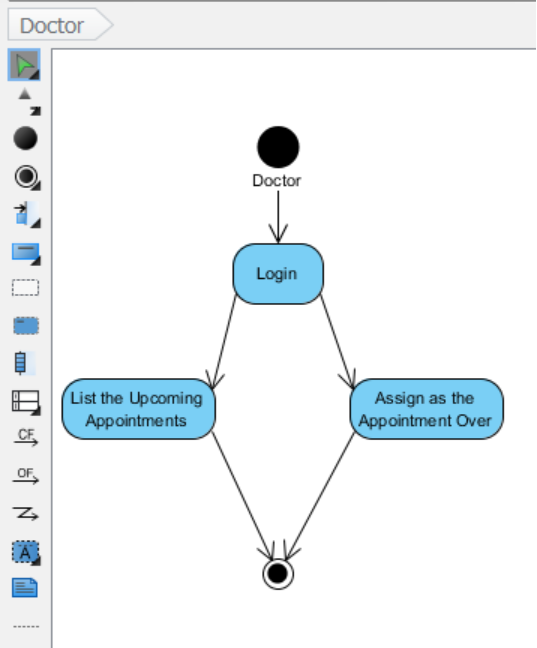 Doctor
Doctor
Login
List the Upcoming
Appointments
Assign as the
Appointment Over
CF
OF
A